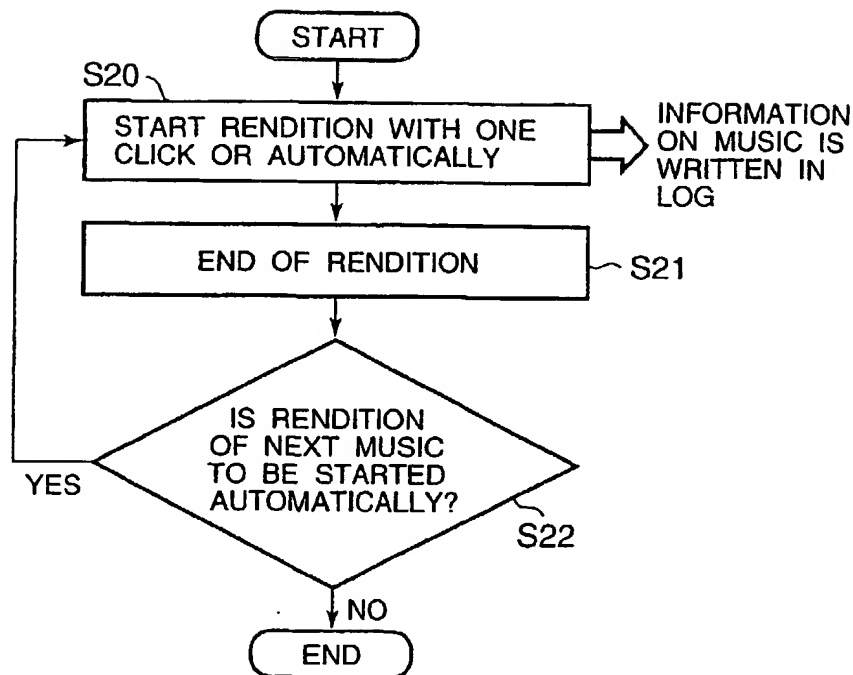 START
S20
START RENDITION WITH ONE
CLICK OR AUTOMATICALLY
INFORMATION
ON MUSIC IS
WRITTEN IN
LOG
END OF RENDITION
S21
IS RENDITION
OF NEXT MUSIC
TO BE STARTED
AUTOMATICALLY?
YES
S22
NO
END